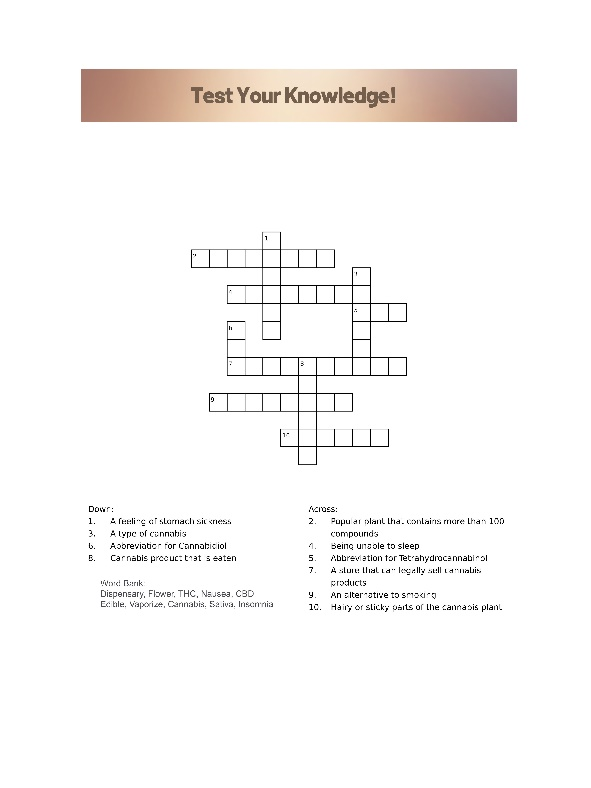 Test Your Knowledge!
1
2
3
4
5
6
7
8
9
10
Down:
1. A feeling of stomach sickness
3. A type of cannabis
6. Abbreviation for Cannabidiol
8. Cannabis product that is eaten
Word Bank:
Dispensary, Flower, THC, Nausea, CBD
Edible, Vaporize, Cannabis, Sativa, Insomnia
Across:
2. Popular plant that contains more than 100
compounds
4. Being unable to sleep
5. Abbreviation for Tetrahydrocannabinol
7. A store that can legally sell cannabis
products
9. An alternative to smoking
10. Hairy or sticky parts of the cannabis plant